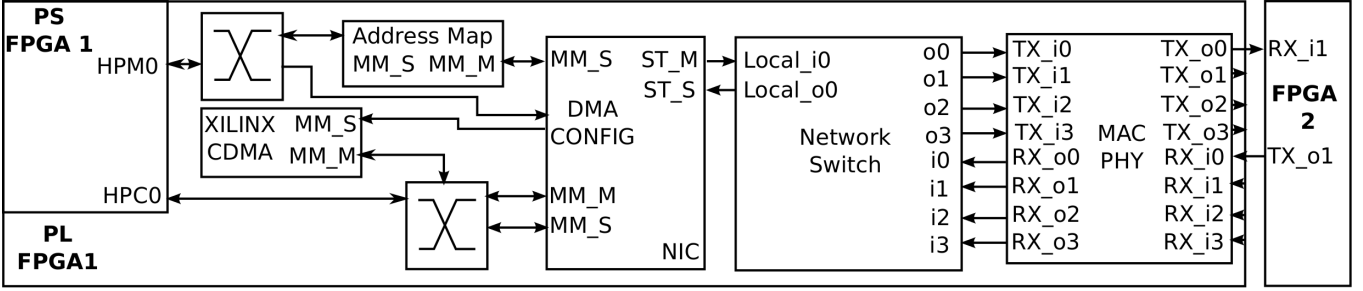 PS
FPGA 1
HPM0
HPC0
PL
FPGA1
Address Map
MM_S MM_M
XILINX MM_S
CDMA MM_M
MM_S ST_M
ST_S
DMA
CONFIG
MM_M
MM_S
NIC
Local_i0 o0
Local_o0 o1
o2
Network o3
Switch i0
i1
i2
i3
TX_i0 TX_o0
TX_i1 TX_o1
TX_i2 TX_o2
TX_i3 MAC TX_o3
RX_o0 PHY RX_i0
RX_o1 RX_i1
RX_o2 RX_i2
RX_o3 RX_i3
RX_i1
FPGA
2
TX_o1